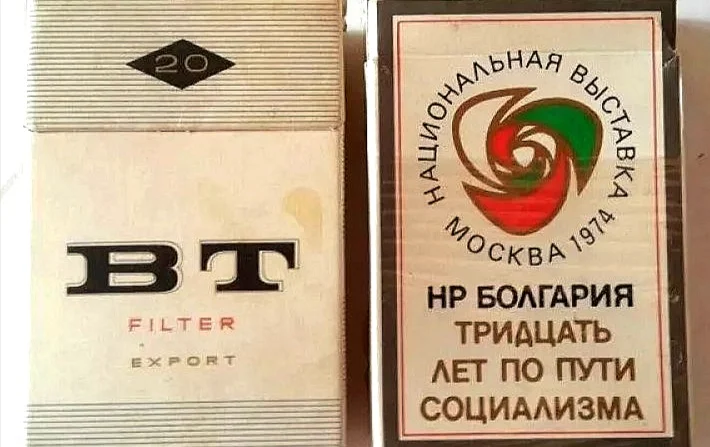 20
BT
FILTER
EXPORT
НАЦИОНАЛЬНАЯ ВЫСТАВКА
МОСКВА 1974
НР БОЛГАРИЯ
ТРИДЦАТЬ
ЛЕТ ПО ПУТИ
СОЦИАЛИЗМА